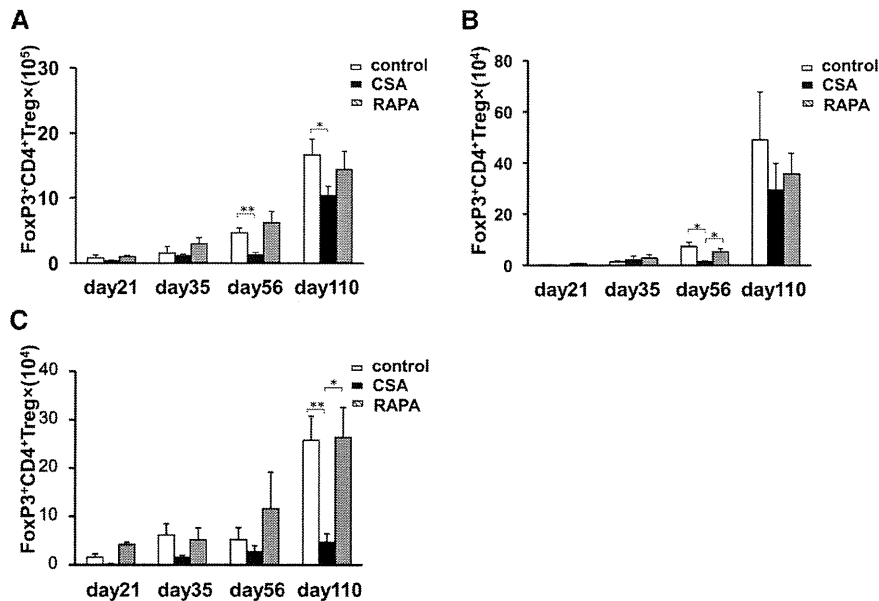 A
FoxP3⁺CD4⁺Treg×(10⁵)
30
20
10
0
control
CSA
RAPA
*
**
day21 day35 day56 day110
B
FoxP3⁺CD4⁺Treg×(10⁴)
80
60
40
20
0
control
CSA
RAPA
* *
day21 day35 day56 day110
C
FoxP3⁺CD4⁺Treg×(10⁴)
40
30
20
10
0
control
CSA
RAPA
*
**
day21 day35 day56 day110